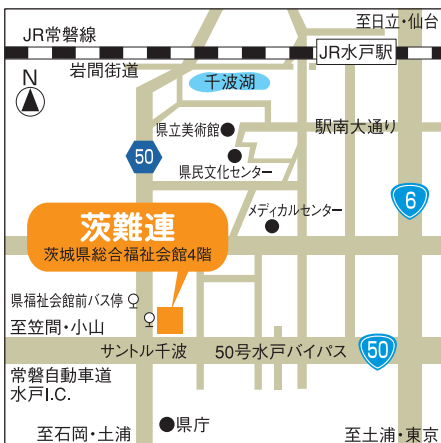 至日立・仙台
JR常磐線
JR水戸駅
岩間街道
N
千波湖
県立美術館
駅南大通り
県民文化センター
50
6
メディカルセンター
茨難連
茨城県総合福祉会館4階
県福祉会館前バス停
至笠間・小山
サントル千波
50号水戸バイパス
50
常磐自動車道
水戸I.C.
県庁
至石岡・土浦
至土浦・東京